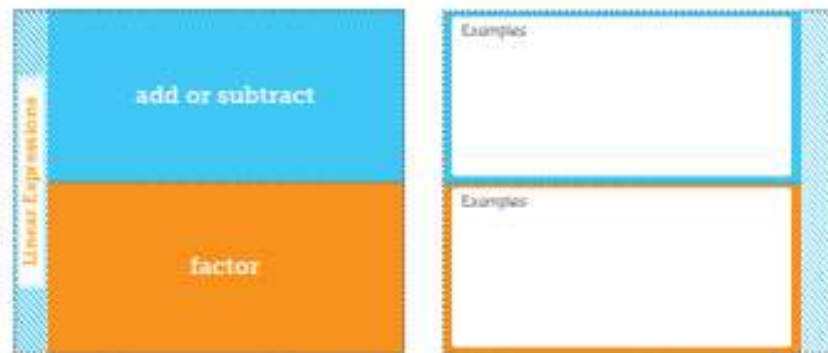 Linear Expressions
add or subtract
factor
Examples
Examples